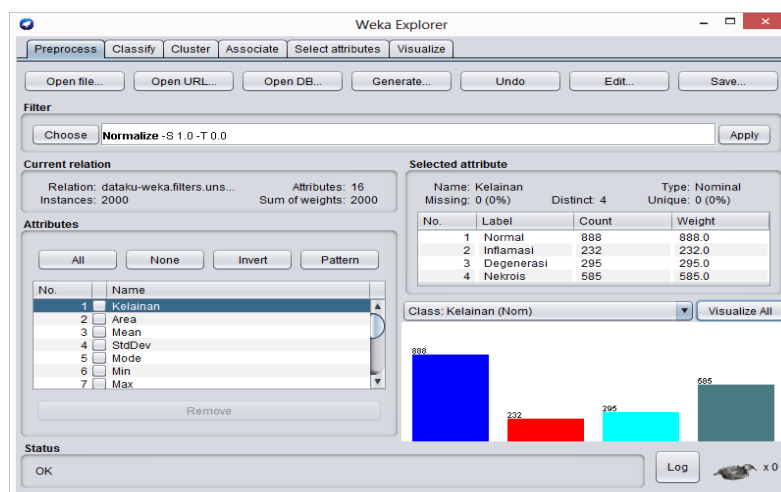 Weka Explorer
Preprocess Classify Cluster Associate Select attributes Visualize
Open file... Open URL... Open DB... Generate... Undo Edit... Save...
Filter
Choose Normalize -S 1.0 -T 0.0 Apply
Current relation
Relation: dataku-weka.filters.uns... Attributes: 16
Instances: 2000 Sum of weights: 2000
Attributes
All None Invert Pattern
No. Name
1 Kelainan
2 Area
3 Mean
4 StdDev
5 Mode
6 Min
7 Max
Remove
Selected attribute
Name: Kelainan Type: Nominal
Missing: 0 (0%) Distinct: 4 Unique: 0 (0%)
No. Label Count Weight
1 Normal 888 888.0
2 Inflamasi 232 232.0
3 Degenerasi 295 295.0
4 Nekrois 585 585.0
Class: Kelainan (Nom) Visualize All
888
232
295
585
Status
OK
Log x 0